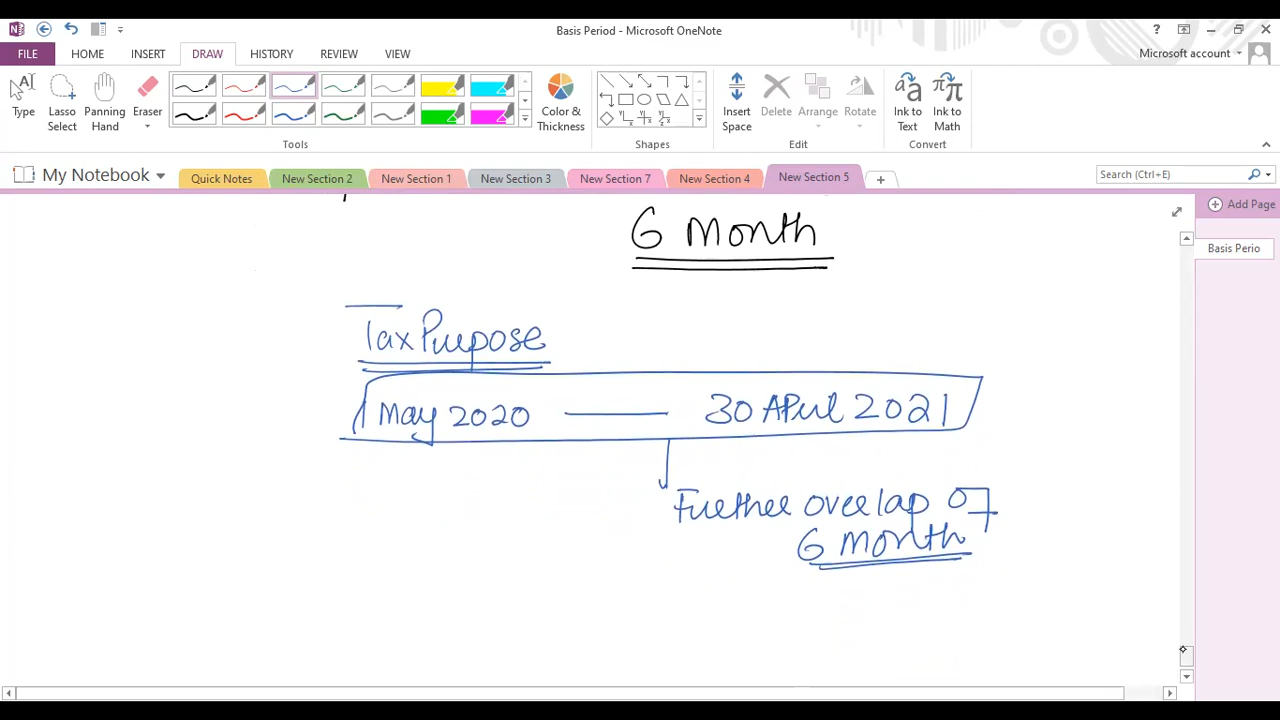 Basis Period - Microsoft OneNote
?
FILE HOME INSERT DRAW HISTORY REVIEW VIEW
Microsoft account
Type
Lasso
Select
Panning
Hand
Eraser
Color &
Thickness
Insert
Space
Delete
Arrange
Rotate
Ink to
Text
Ink to
Math
Tools
Shapes
Edit
Convert
My Notebook
Quick Notes New Section 2 New Section 1 New Section 3 New Section 7 New Section 4 New Section 5
Search (Ctrl+E)
Add Page
Basis Perio
6 Month
Tax Purpose
1 May 2020 — 30 April 2021
Further overlap of
6 Month